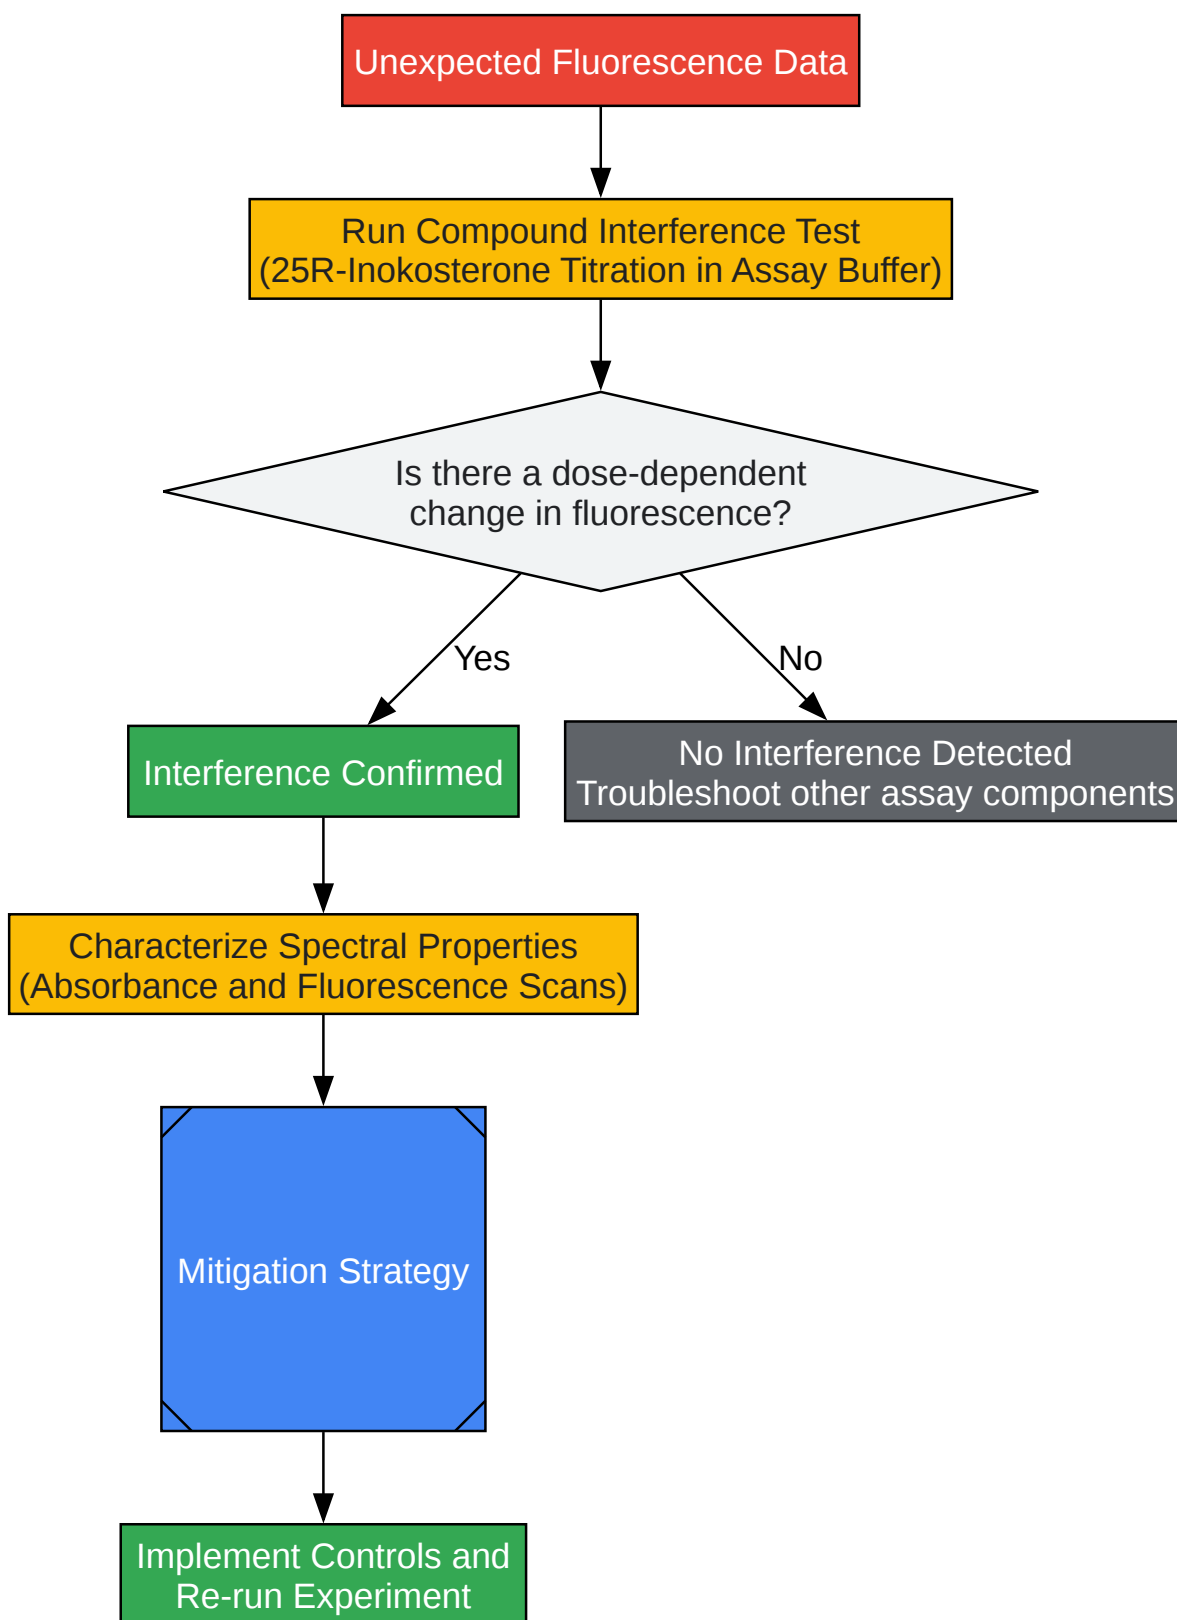 Unexpected Fluorescence Data
Run Compound Interference Test
(25R-Inokosterone Titration in Assay Buffer)
Is there a dose-dependent
change in fluorescence?
Yes
No
Interference Confirmed
No Interference Detected
Troubleshoot other assay components
Characterize Spectral Properties
(Absorbance and Fluorescence Scans)
Mitigation Strategy
Implement Controls and
Re-run Experiment